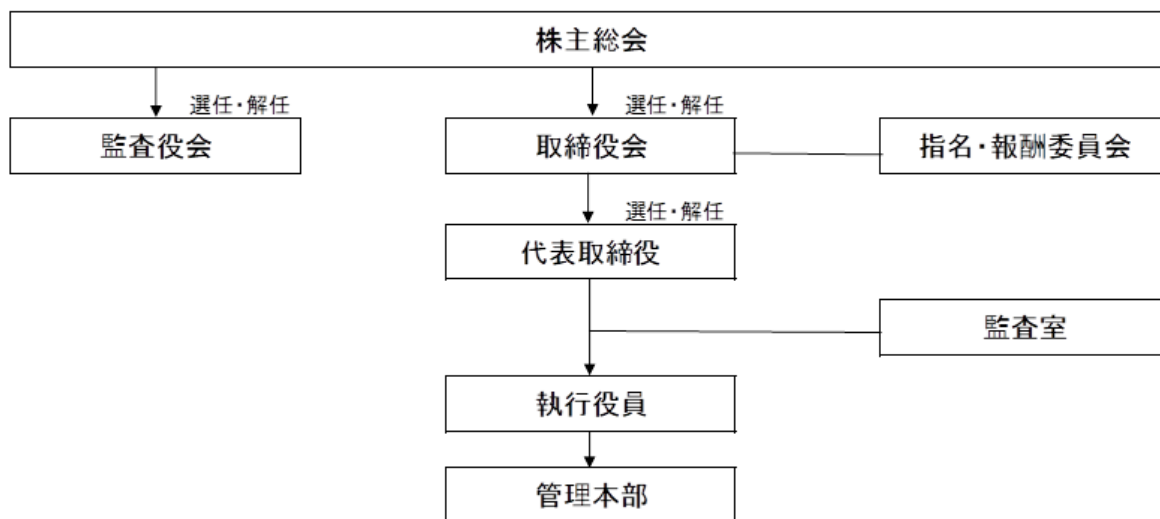 株主総会
選任・解任
選任・解任
監査役会
取締役会
指名・報酬委員会
選任・解任
代表取締役
監査室
執行役員
管理本部